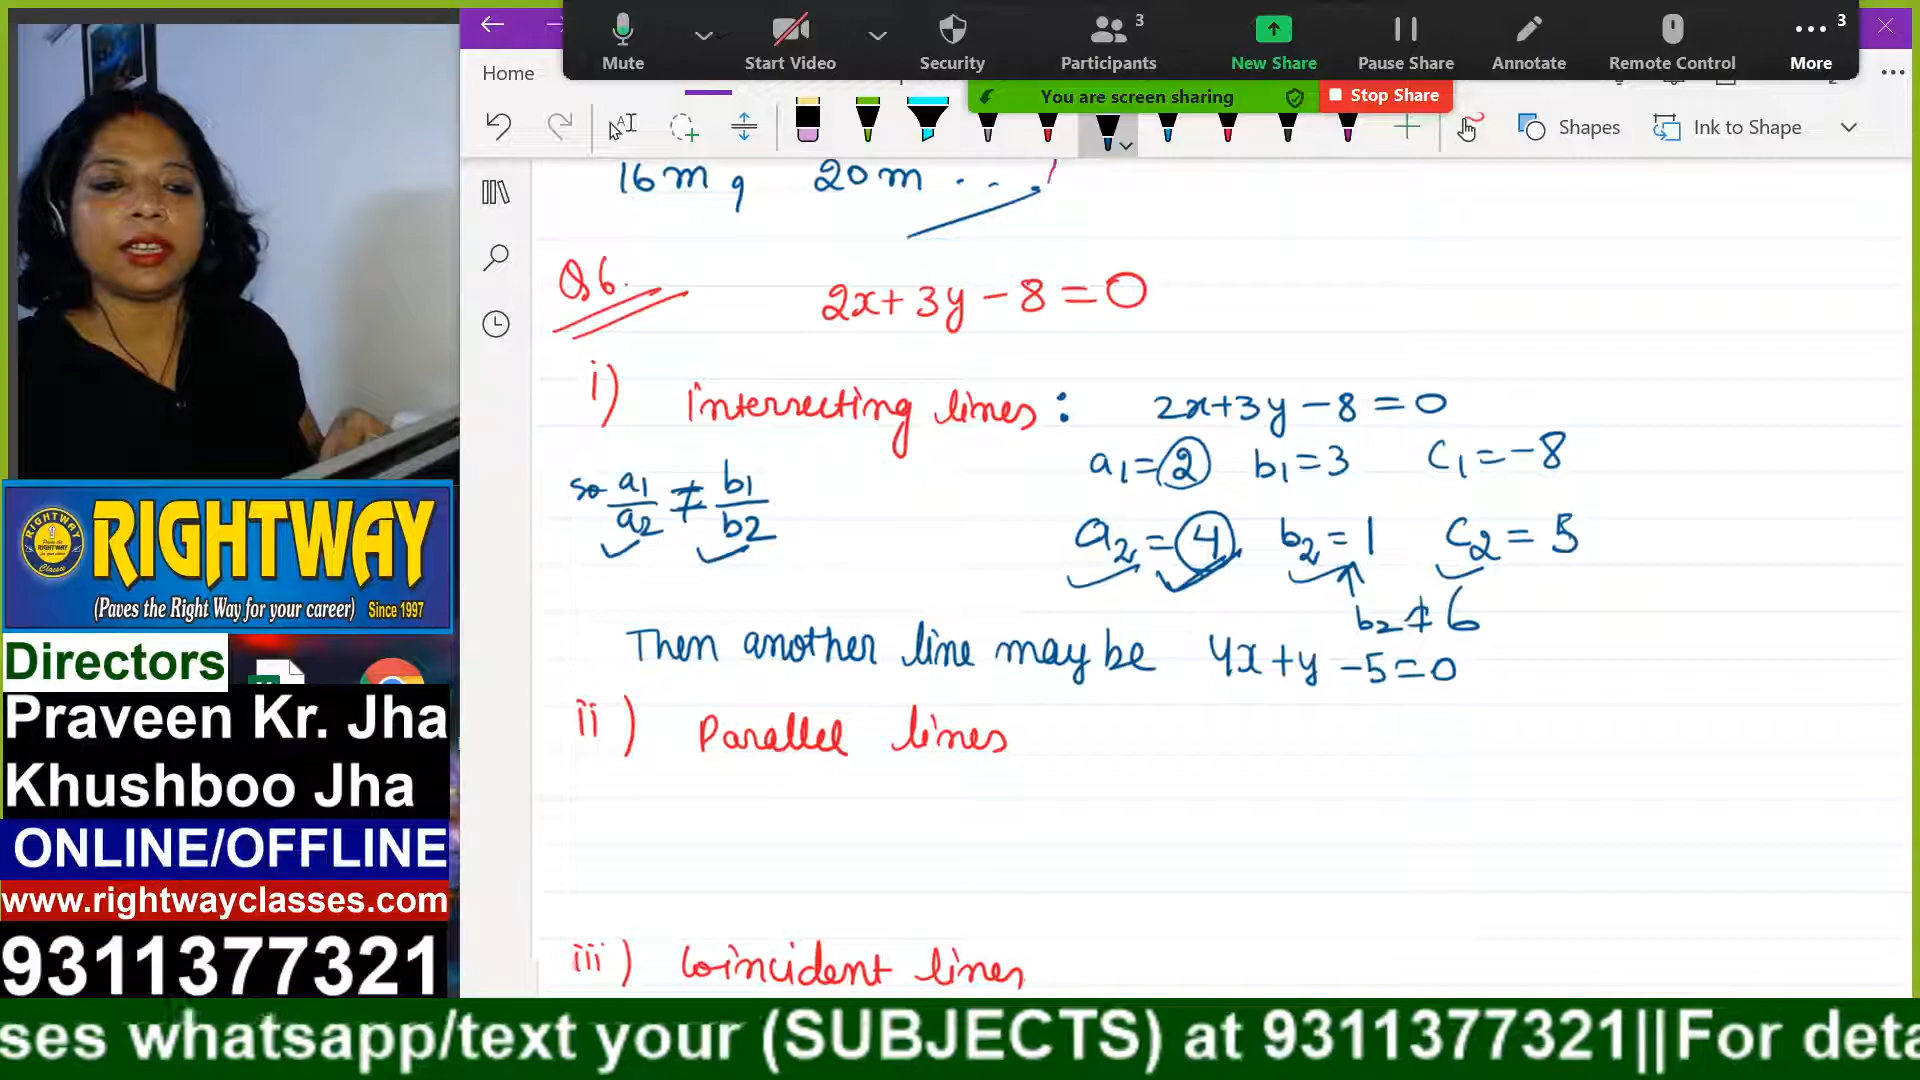 Mute
Start Video
Security
Participants
3
New Share
Pause Share
Annotate
Remote Control
More
3
You are screen sharing
Stop Share
Home
Shapes
Ink to Shape
16m, 20m ...
Q6. 2x+3y-8=0
i) Intersecting lines : 2x+3y-8=0
a1=2 b1=3 c1=-8
so a1/a2 ≠ b1/b2
a2=4 b2=1 c2=5
b2≠6
Then another line may be 4x+y-5=0
ii) Parallel lines
iii) Coincident lines
RIGHTWAY
Classes
RIGHTWAY
(Paves the Right Way for your career) Since 1997
Directors
Praveen Kr. Jha
Khushboo Jha
ONLINE/OFFLINE
www.rightwayclasses.com
9311377321
ses whatsapp/text your (SUBJECTS) at 9311377321||For deta